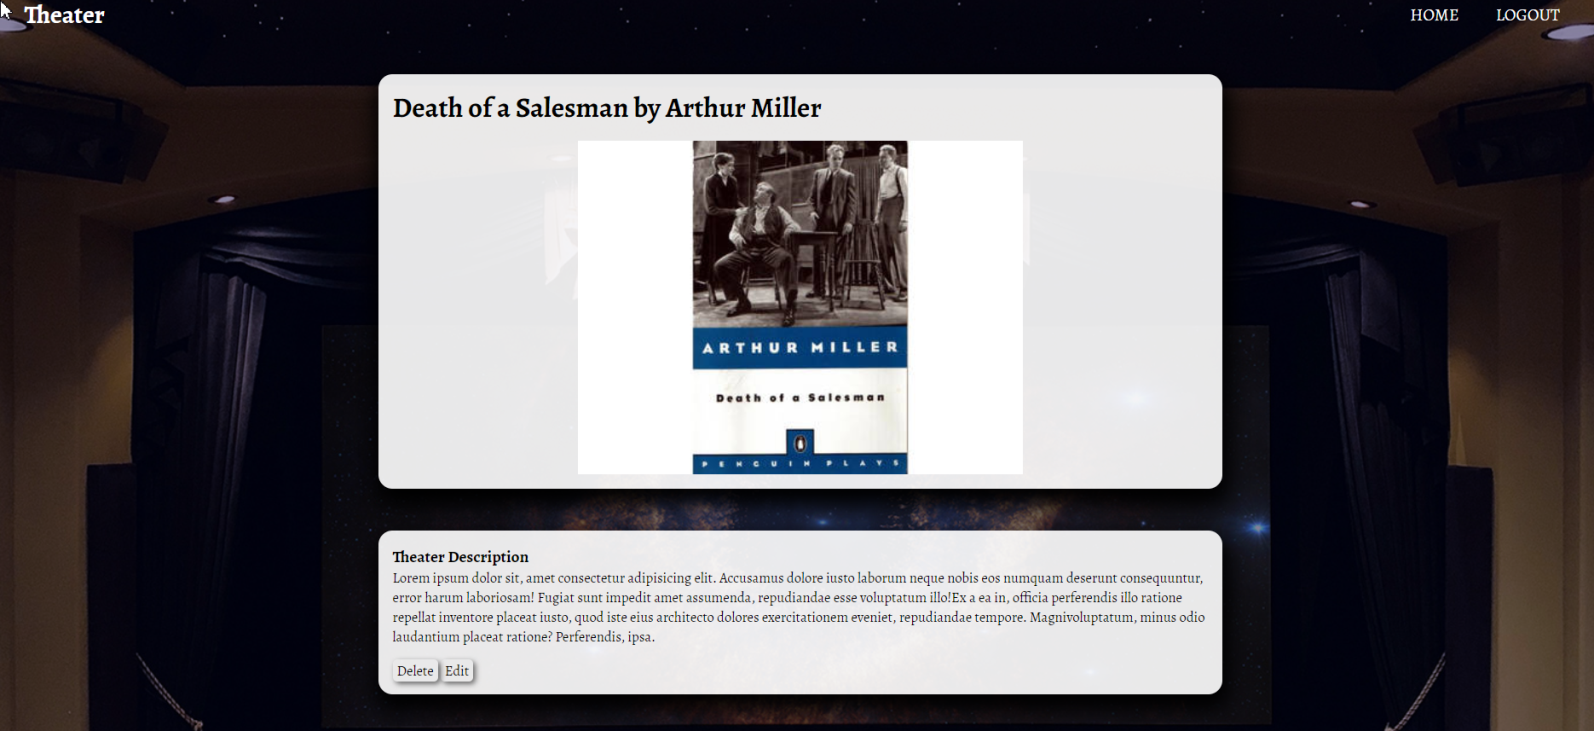 Theater
HOME LOGOUT
Death of a Salesman by Arthur Miller
ARTHUR MILLER
Death of a Salesman
PENGUIN PLAYS
Theater Description
Lorem ipsum dolor sit, amet consectetur adipisicing elit. Accusamus dolore iusto laborum neque nobis eos numquam deserunt consequuntur,
error harum laboriosam! Fugiat sunt impedit amet assumenda, repudiandae esse voluptatum illo!Ex a ea in, officia perferendis illo ratione
repellat inventore placeat iusto, quod iste eius architecto dolores exercitationem eveniet, repudiandae tempore. Magnivoluptatum, minus odio
laudantium placeat ratione? Perferendis, ipsa.
Delete Edit